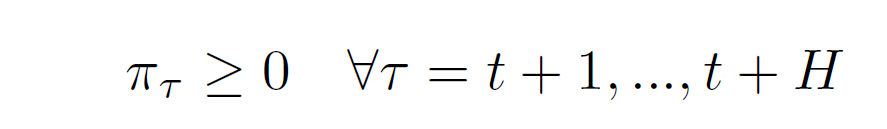 π_τ ≥ 0 ∀τ = t + 1, ..., t + H